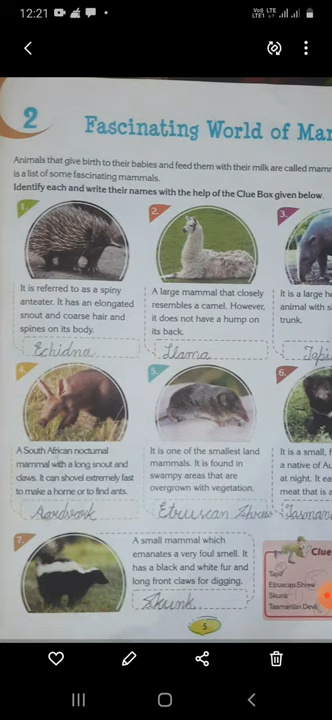 12:21
Vo) LTE
LTE1
2
Fascinating World of Mar
Animals that give birth to their babies and feed them with their milk are called mamm
is a list of some fascinating mammals.
Identify each and write their names with the help of the Clue Box given below.
1.
2.
3.
It is referred to as a spiny
anteater. It has an elongated
snout and coarse hair and
spines on its body.
Echidna
A large mammal that closely
resembles a camel. However,
it does not have a hump on
its back.
Llama
It is a large he
animal with s
trunk.
Tapi
4.
5.
6.
A South African nocturnal
mammal with a long snout and
claws. It can shovel extremely fast
to make a home or to find ants.
Aardvark
It is one of the smallest land
mammals. It is found in
swampy areas that are
overgrown with vegetation.
Etruscan Shrew
It is a small, f
a native of Au
at night. It ea
meat that is a
Tasmani
7.
A small mammal which
emanates a very foul smell. It
has a black and white fur and
long front claws for digging.
Skunk
Clue
Tapir
Etruscan Shrew
Skunk
Tasmanian Devil
5